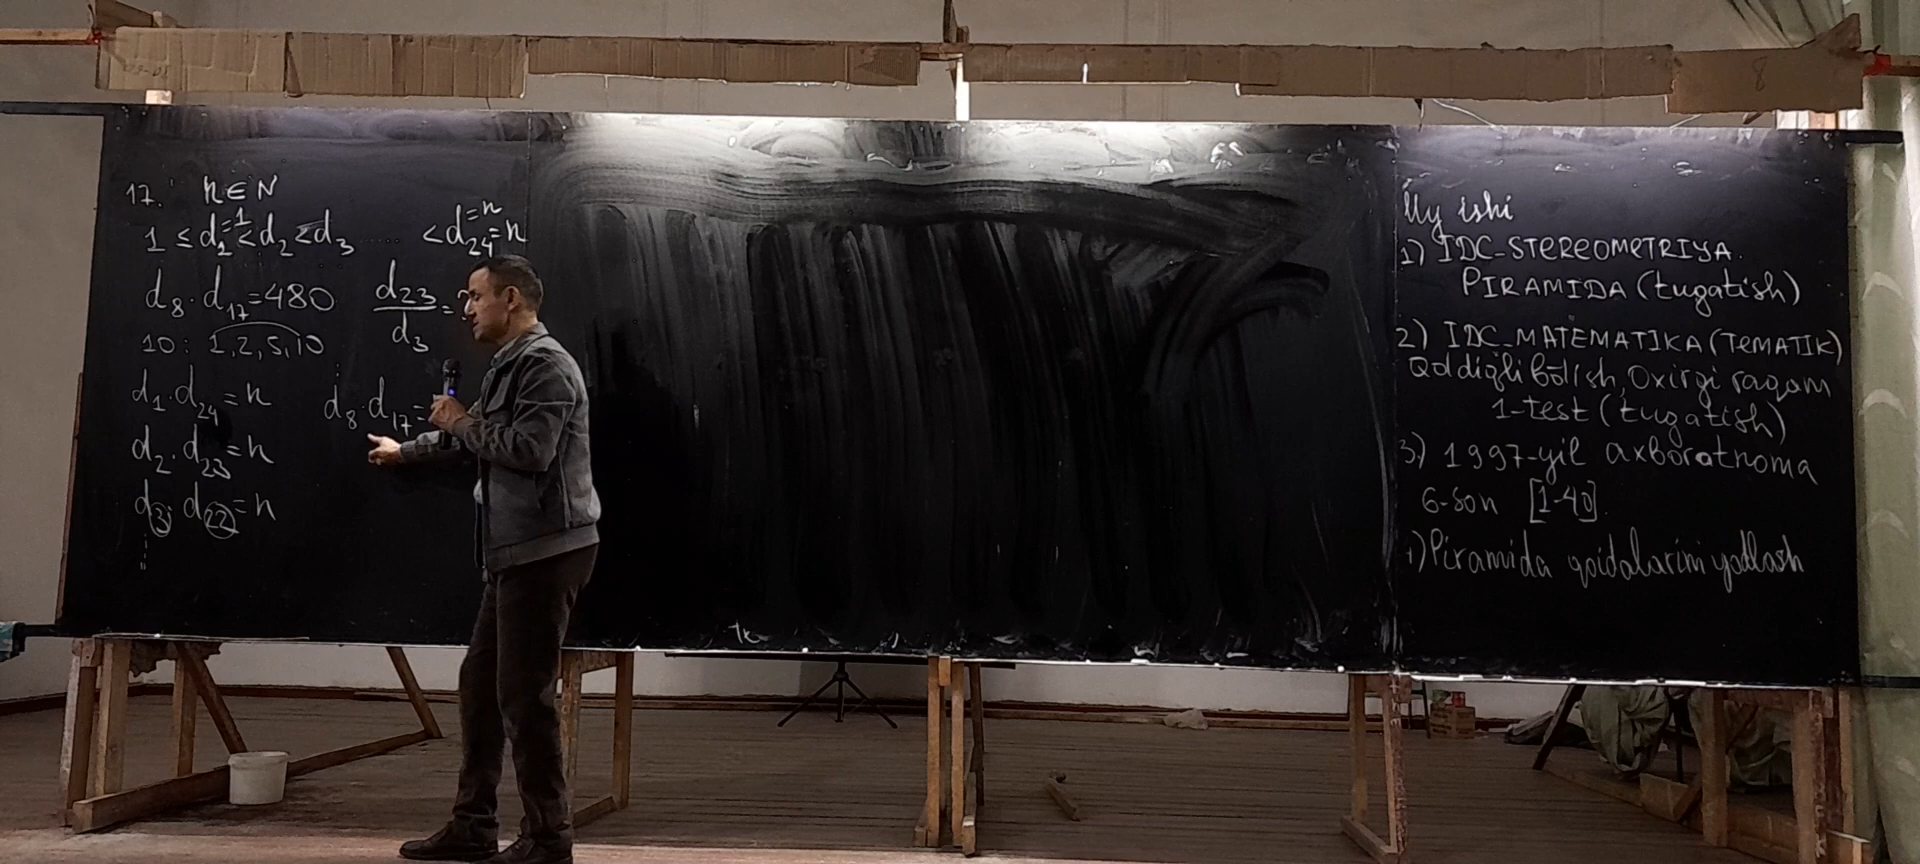 17. n∈N
1 ≤ d₁=1 < d₂ < d₃ ..... < d₂₄=n = n
d₈·d₁₇=480 d₂₃/d₃=?
10: 1,2,5,10
d₁·d₂₄=n d₈·d₁₇=
d₂·d₂₃=n
d₃·d₂₂=n
Uy ishi
1) IDC-STEREOMETRIYA.
PIRAMIDA (tugatish)
2) IDC-MATEMATIKA (TEMATIK)
Qoldiqli bòlish, Oxirgi raqam
1-test (tugatish)
3) 1997-yil axborotnoma
6-son [1-40].
4) Piramida qoidalarini yodlash
8